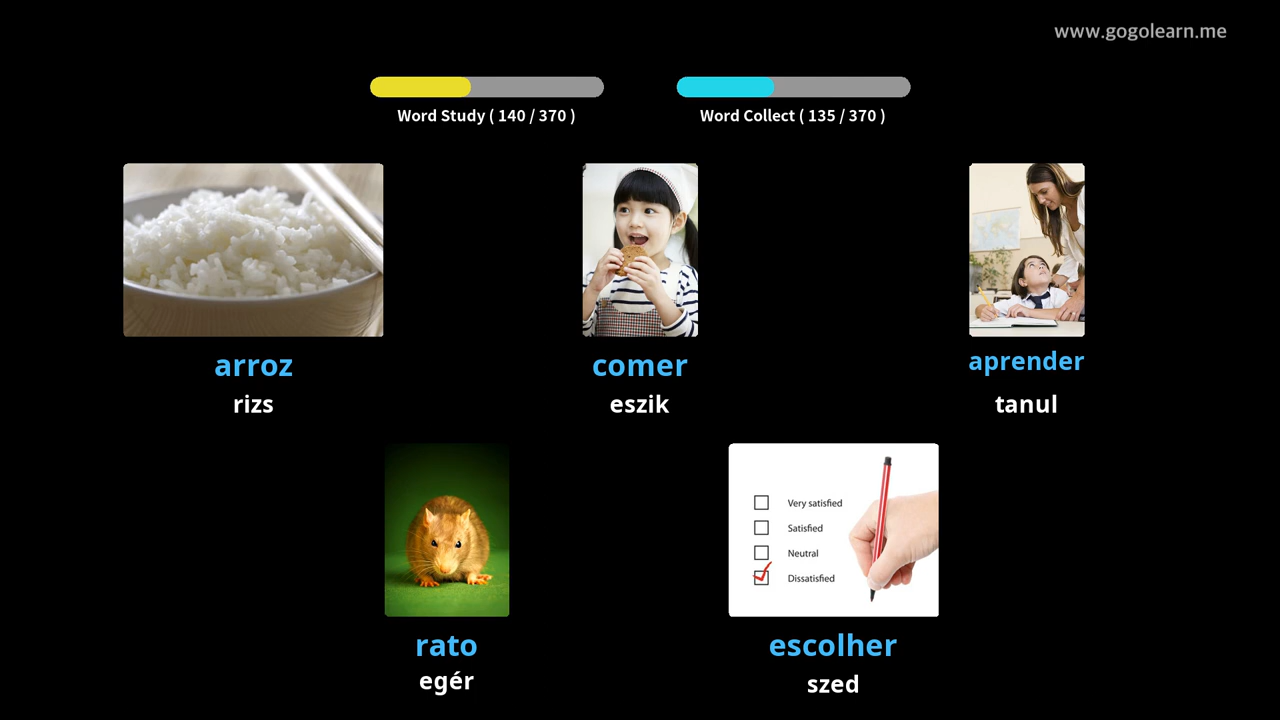 www.gogolearn.me
Word Study ( 140 / 370 )
Word Collect ( 135 / 370 )
arroz
rizs
comer
eszik
aprender
tanul
Very satisfied
Satisfied
Neutral
Dissatisfied
rato
egér
escolher
szed